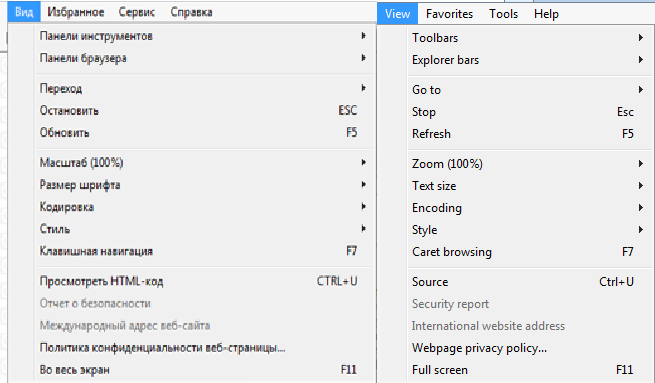 Вид Избранное Сервис Справка
Панели инструментов
Панели браузера
Переход
Остановить ESC
Обновить F5
Масштаб (100%)
Размер шрифта
Кодировка
Стиль
Клавишная навигация F7
Просмотреть HTML-код CTRL+U
Отчет о безопасности
Международный адрес веб-сайта
Политика конфиденциальности веб-страницы...
Во весь экран F11
View Favorites Tools Help
Toolbars
Explorer bars
Go to
Stop Esc
Refresh F5
Zoom (100%)
Text size
Encoding
Style
Caret browsing F7
Source Ctrl+U
Security report
International website address
Webpage privacy policy...
Full screen F11